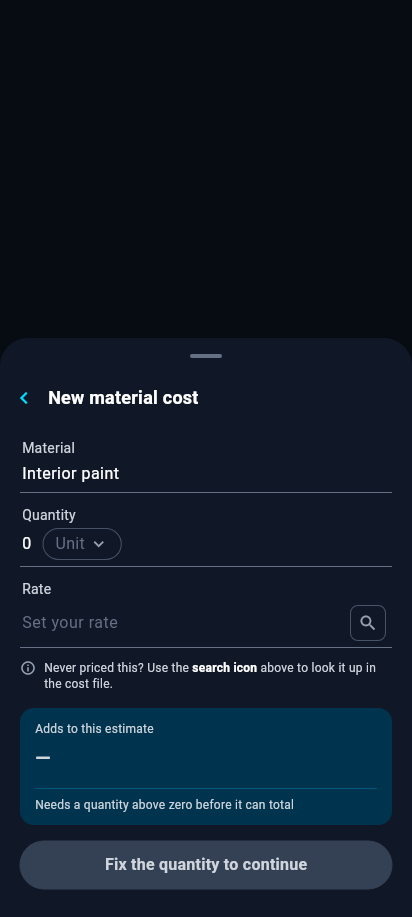 New material cost
Material
Interior paint
Quantity
0 Unit
Rate
Set your rate
Never priced this? Use the search icon above to look it up in
the cost file.
Adds to this estimate
—
Needs a quantity above zero before it can total
Fix the quantity to continue